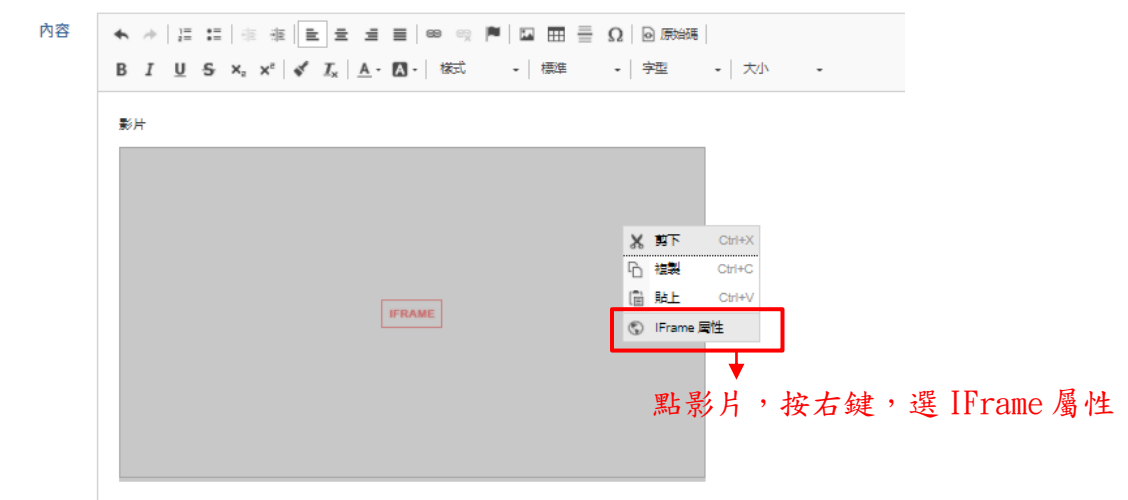 內容
原始碼
B I U S x₂ x² Iₓ A A 樣式 標準 字型 大小
影片
剪下 Ctrl+X
複製 Ctrl+C
貼上 Ctrl+V
IFRAME
IFrame 屬性
點影片，按右鍵，選 IFrame 屬性